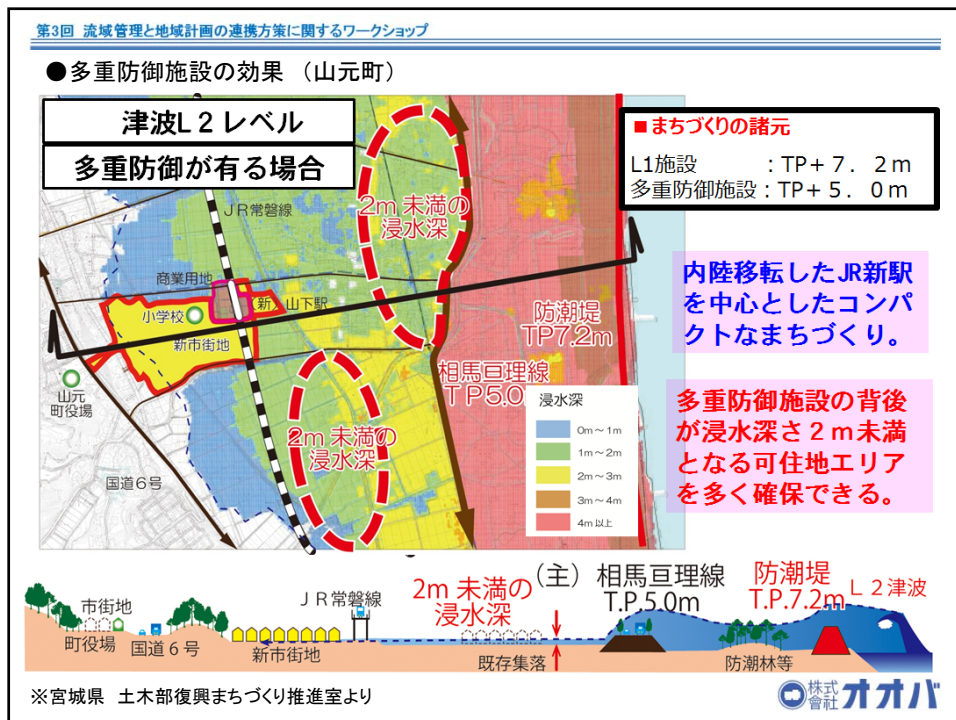 第3回 流域管理と地域計画の連携方策に関するワークショップ
●多重防御施設の効果 （山元町）
津波L２レベル
多重防御が有る場合
ＪＲ常磐線
2m 未満の
浸水深
商業用地
小学校
新
山下駅
新市街地
山元
町役場
国道６号
2m 未満の
浸水深
防潮堤
TP7.2m
相馬亘理線
ＴＰ5.0
浸水深
0m～1m
1m～2m
2m～3m
3m～4m
4m以上
■まちづくりの諸元
L1施設 ：TP＋７．２ｍ
多重防御施設：TP＋５．０ｍ
内陸移転したJR新駅
を中心としたコンパ
クトなまちづくり。
多重防御施設の背後
が浸水深さ２ｍ未満
となる可住地エリア
を多く確保できる。
市街地
町役場
国道６号
ＪＲ常磐線
新市街地
2m 未満の
浸水深
既存集落
（主）相馬亘理線
T.P.5.0m
防潮堤
T.P.7.2m
Ｌ２津波
防潮林等
※宮城県 土木部復興まちづくり推進室より
株式
會社
オオバ